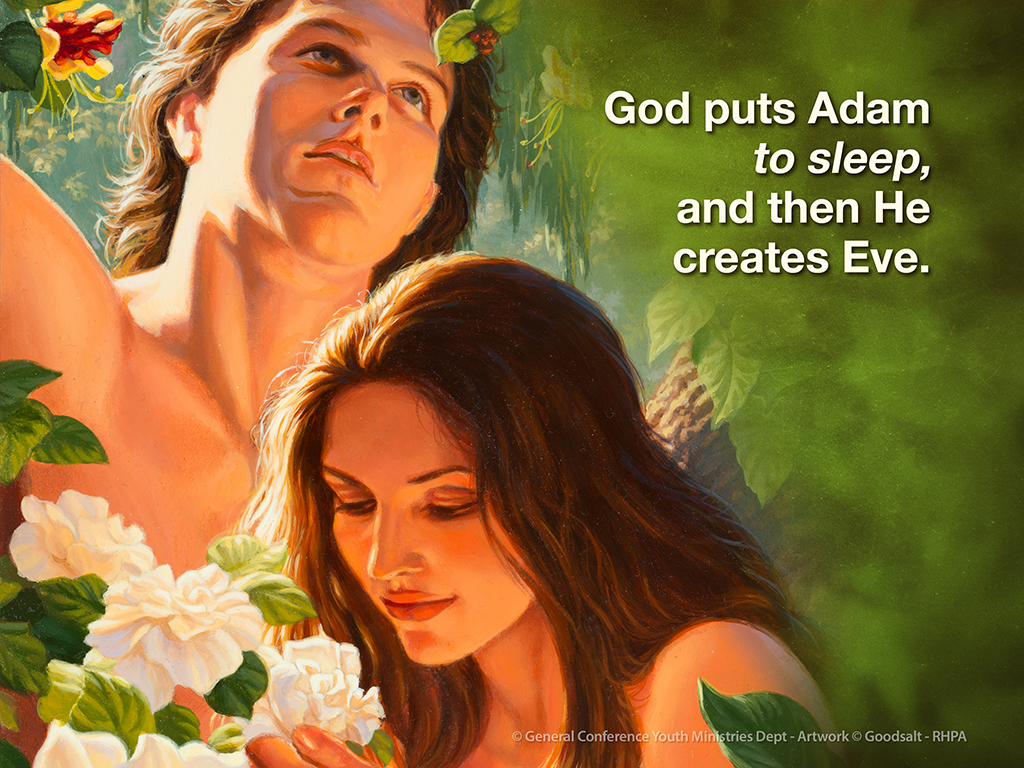 God puts Adam
to sleep,
and then He
creates Eve.
© General Conference Youth Ministries Dept - Artwork © Goodsalt - RHPA